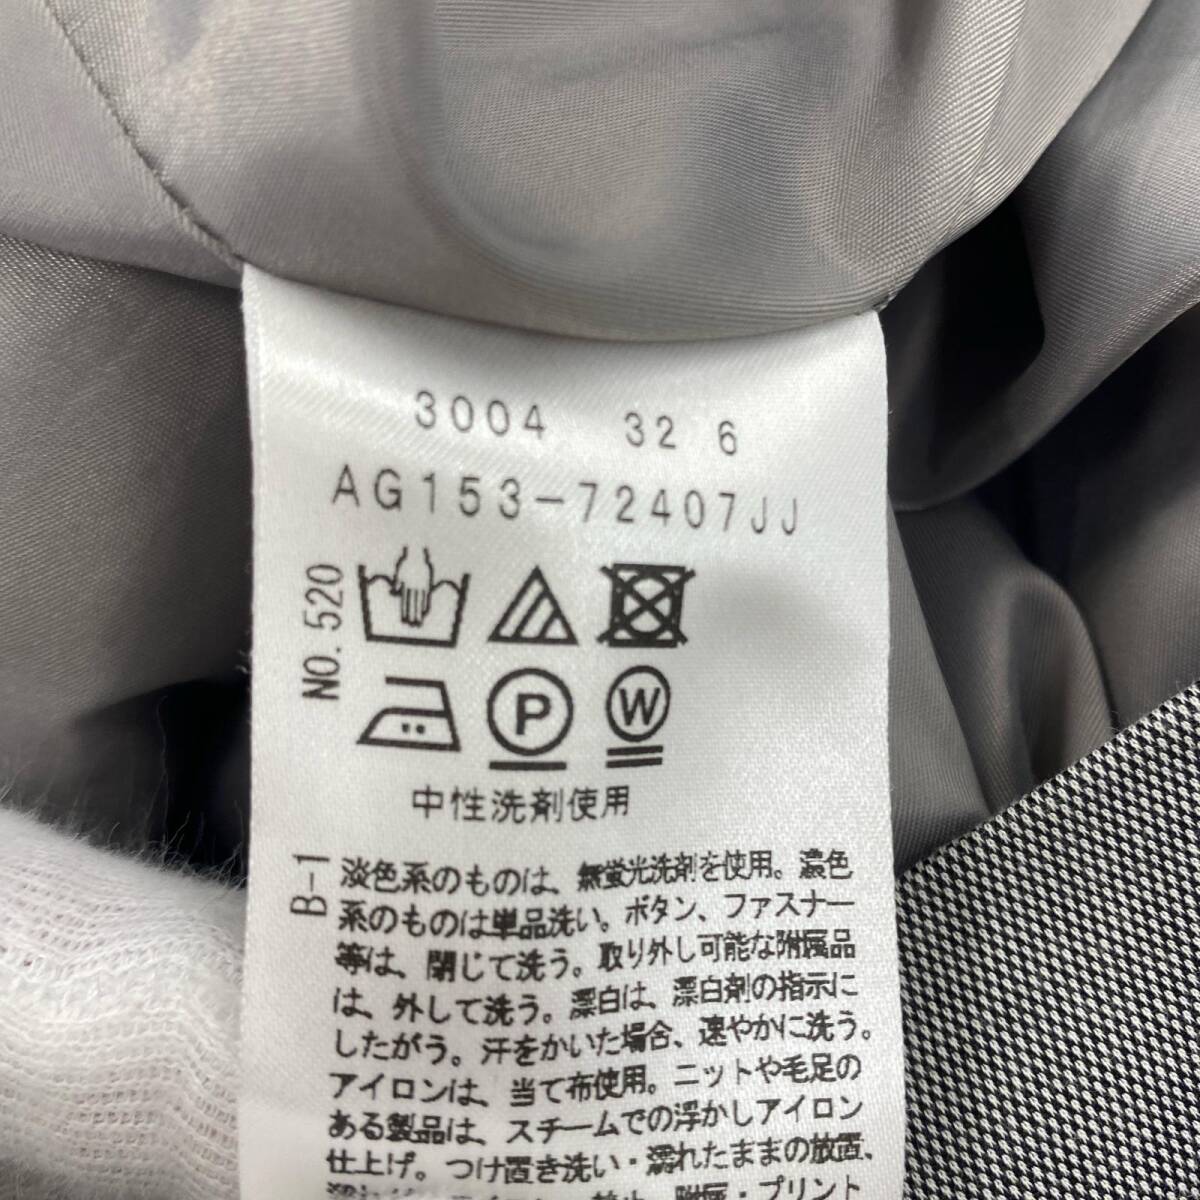 3004 32 6
AG153-72407JJ
NO. 520
P
W
中性洗剤使用
B-1
淡色系のものは、無蛍光洗剤を使用。濃色
系のものは単品洗い。ボタン、ファスナー
等は、閉じて洗う。取り外し可能な附属品
は、外して洗う。漂白は、漂白剤の指示に
したがう。汗をかいた場合、速やかに洗う。
アイロンは、当て布使用。ニットや毛足の
ある製品は、スチームでの浮かしアイロン
仕上げ。つけ置き洗い・濡れたままの放置、
附属・プリント